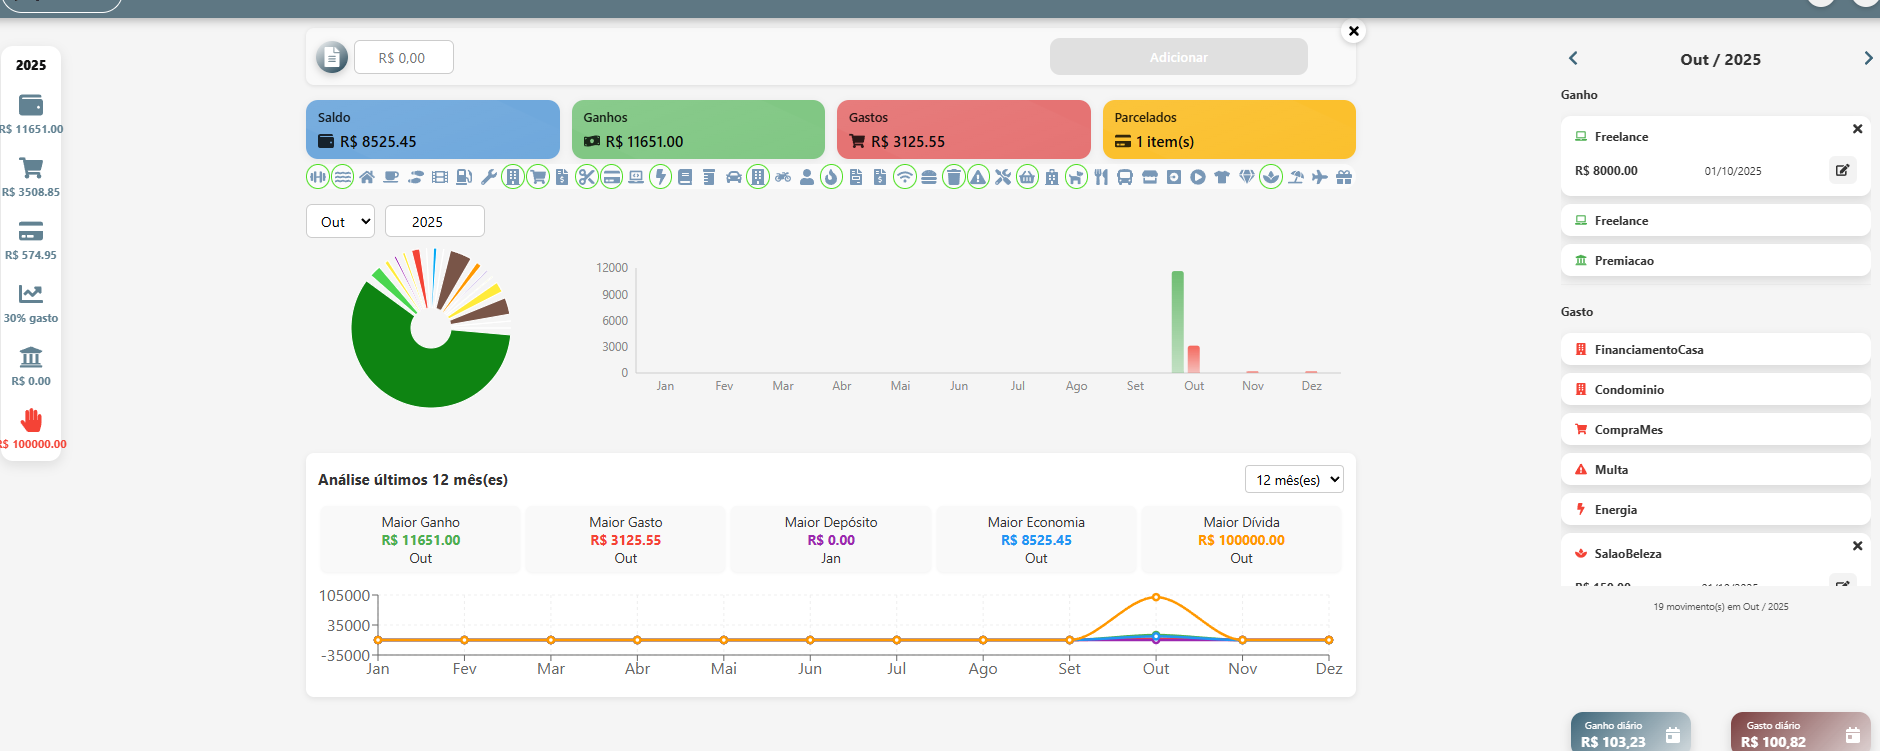 2025
R$ 11651.00
R$ 3508.85
R$ 574.95
30% gasto
R$ 0.00
R$ 100000.00
R$ 0,00
Adicionar
Saldo
R$ 8525.45
Ganhos
R$ 11651.00
Gastos
R$ 3125.55
Parcelados
1 item(s)
Out
2025
12000
9000
6000
3000
0
Jan Fev Mar Abr Mai Jun Jul Ago Set Out Nov Dez
Análise últimos 12 mês(es)
12 mês(es)
Maior Ganho
R$ 11651.00
Out
Maior Gasto
R$ 3125.55
Out
Maior Depósito
R$ 0.00
Jan
Maior Economia
R$ 8525.45
Out
Maior Dívida
R$ 100000.00
Out
105000
35000
-35000
Jan Fev Mar Abr Mai Jun Jul Ago Set Out Nov Dez
Out / 2025
Ganho
Freelance
R$ 8000.00 01/10/2025
Freelance
Premiacao
Gasto
FinanciamentoCasa
Condominio
CompraMes
Multa
Energia
SalaoBeleza
R$ 150.00 01/10/2025
19 movimento(s) em Out / 2025
Ganho diário
R$ 103,23
Gasto diário
R$ 100,82